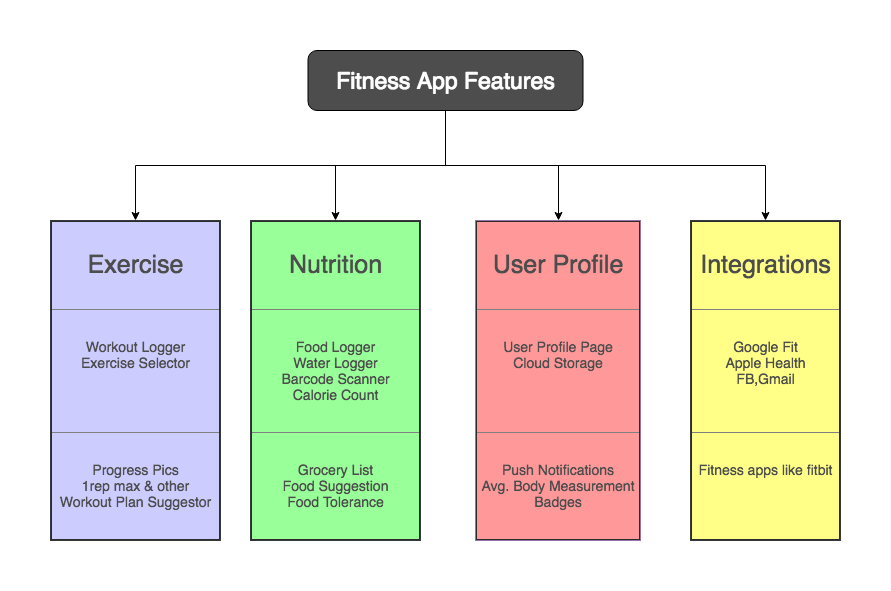 Fitness App Features
Exercise
Workout Logger
Exercise Selector
Progress Pics
1rep max & other
Workout Plan Suggestor
Nutrition
Food Logger
Water Logger
Barcode Scanner
Calorie Count
Grocery List
Food Suggestion
Food Tolerance
User Profile
User Profile Page
Cloud Storage
Push Notifications
Avg. Body Measurement
Badges
Integrations
Google Fit
Apple Health
FB,Gmail
Fitness apps like fitbit